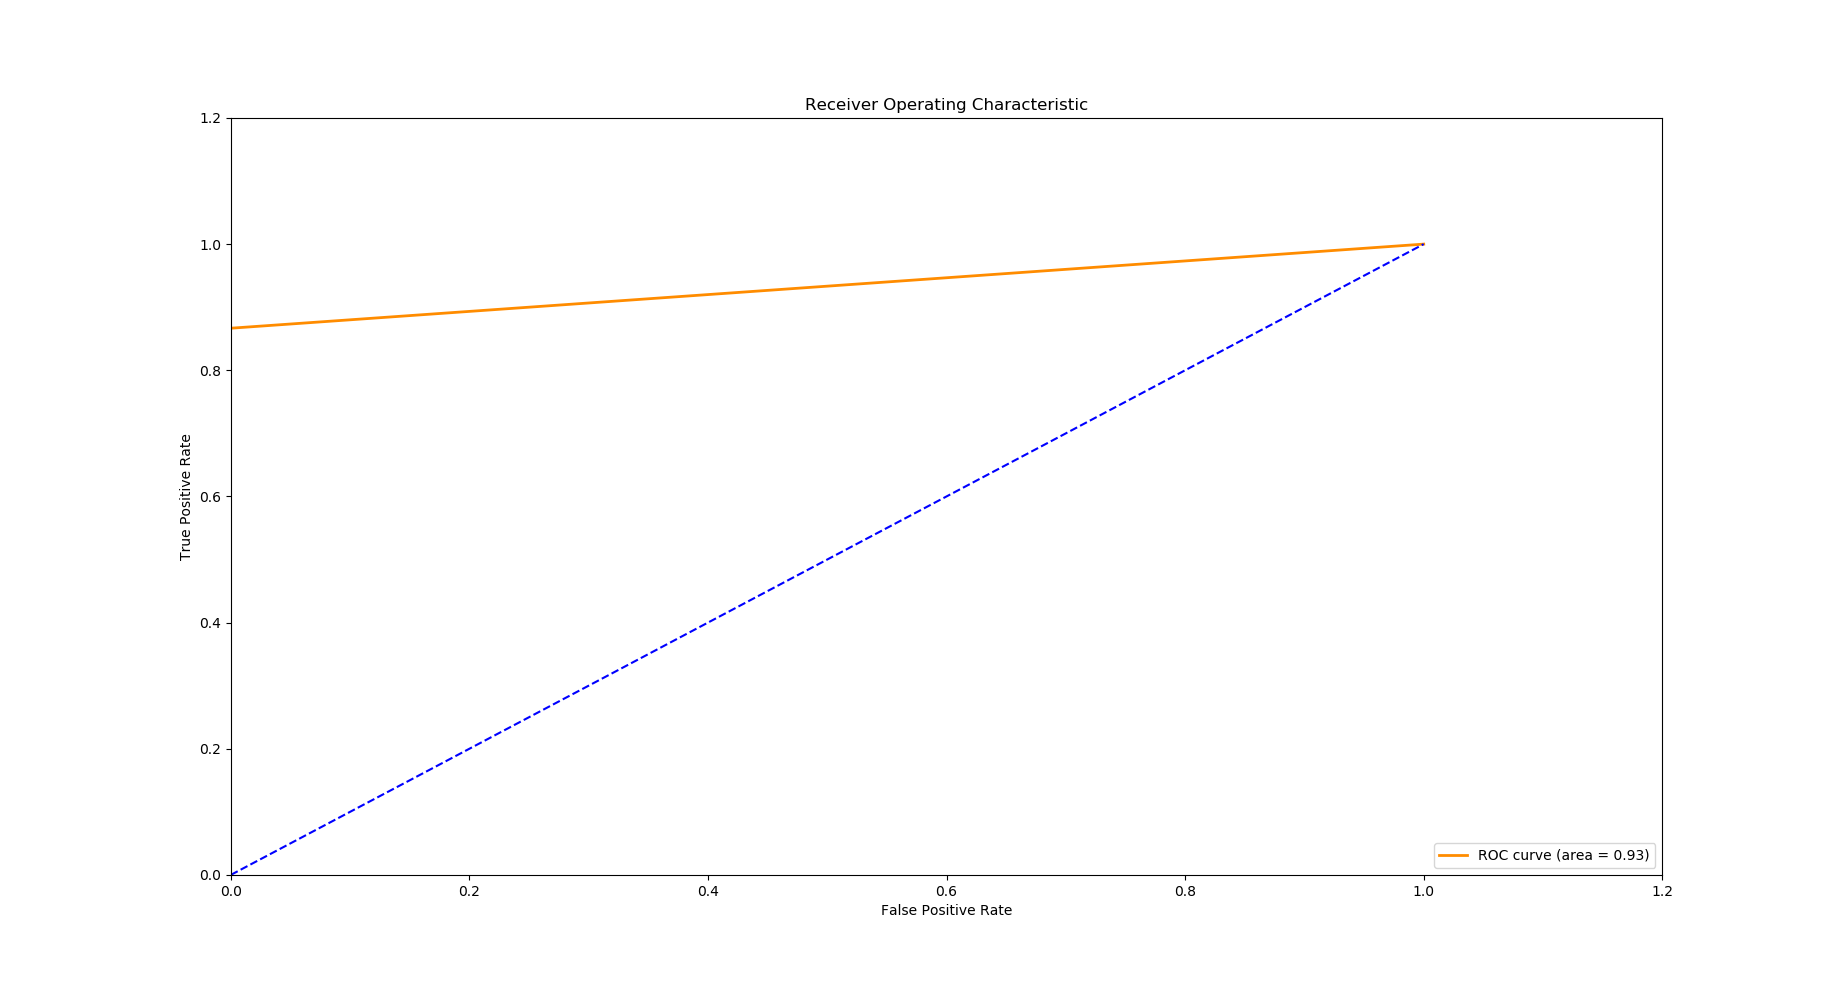 Receiver Operating Characteristic
1.2
1.0
0.8
0.6
0.4
0.2
0.0
True Positive Rate
0.0 0.2 0.4 0.6 0.8 1.0 1.2
False Positive Rate
ROC curve (area = 0.93)